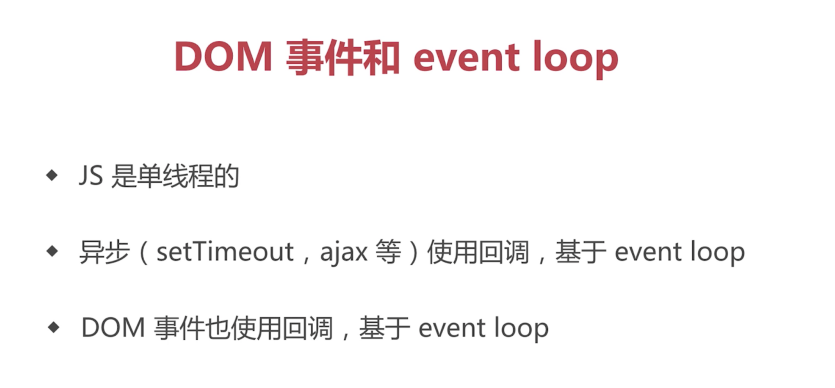 DOM 事件和 event loop
◆ JS 是单线程的
◆ 异步（setTimeout，ajax 等）使用回调，基于 event loop
◆ DOM 事件也使用回调，基于 event loop